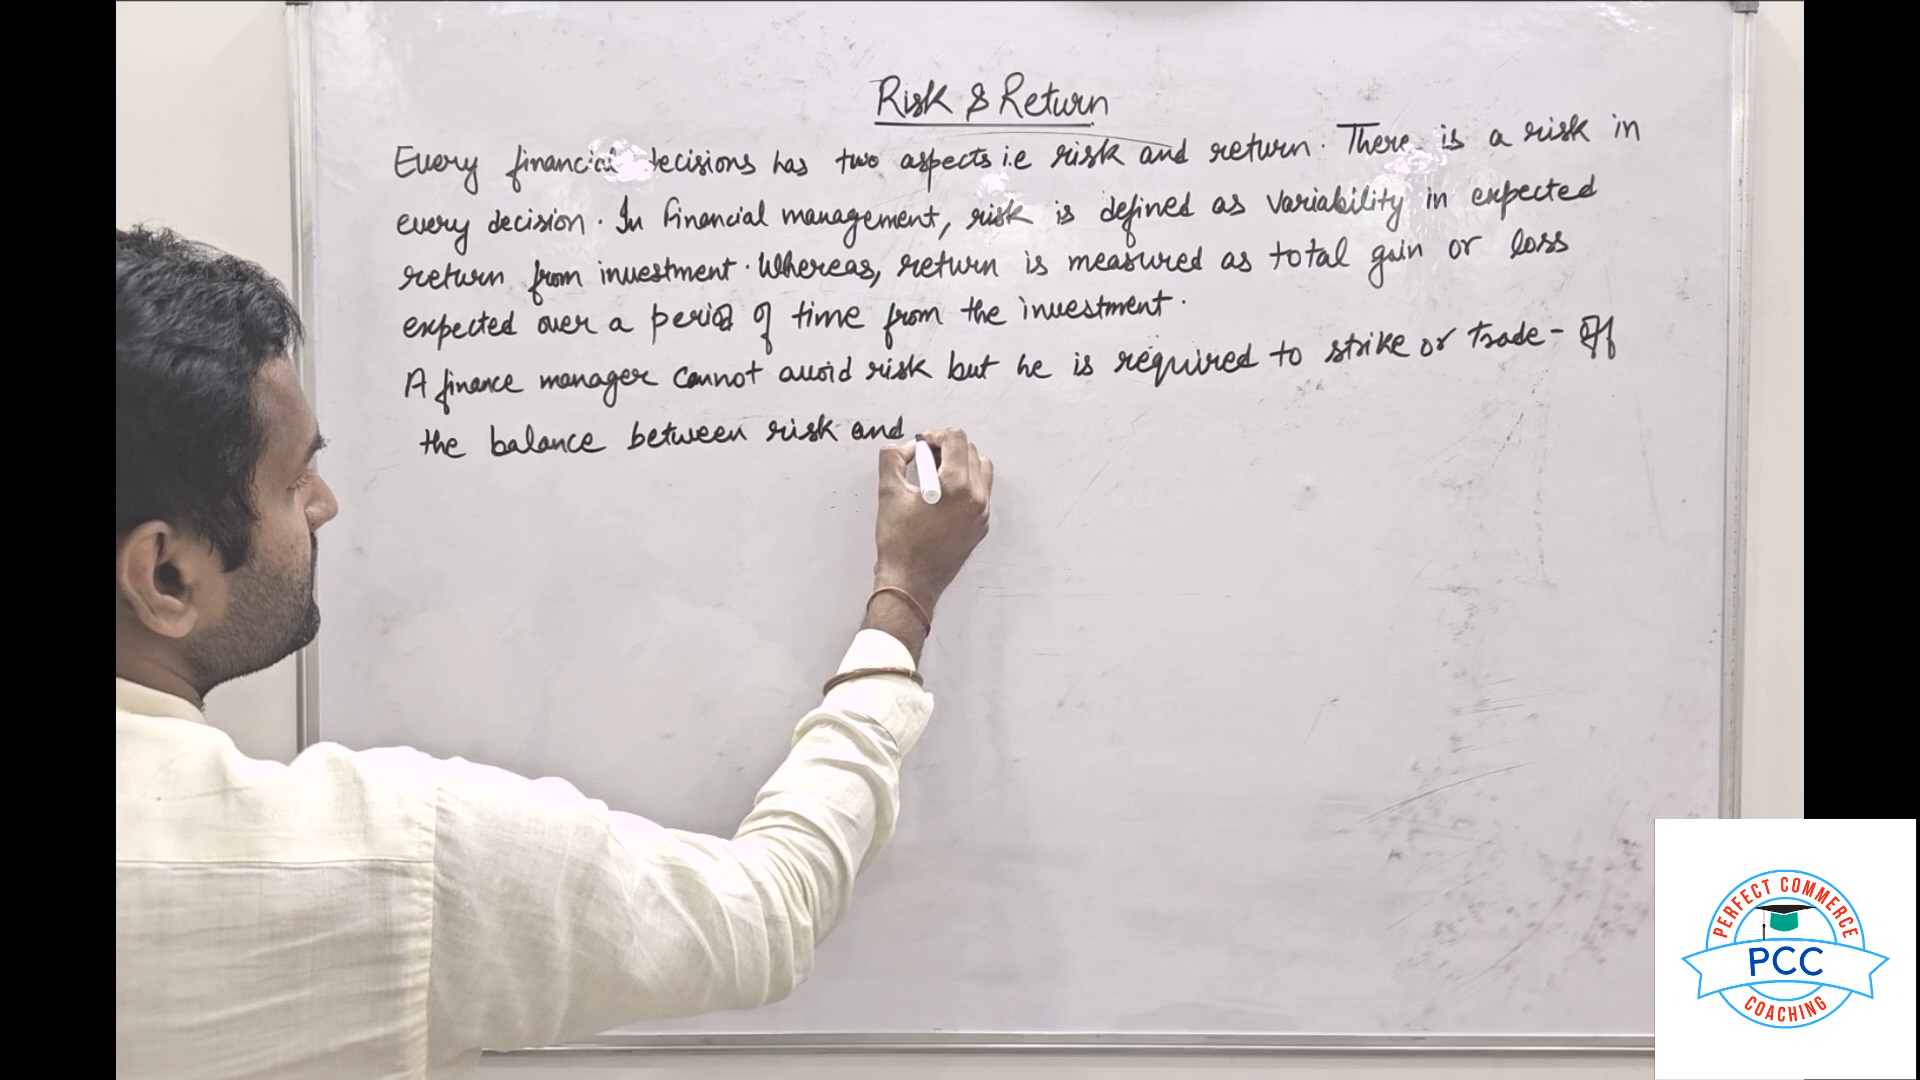 Risk & Return
Every financial decisions has two aspects i.e risk and return. There is a risk in
every decision. In Financial management, risk is defined as variability in expected
return from investment. Whereas, return is measured as total gain or loss
expected over a period of time from the investment.
A finance manager cannot avoid risk but he is required to strike or trade-off
the balance between risk and
PERFECT COMMERCE
PCC
COACHING